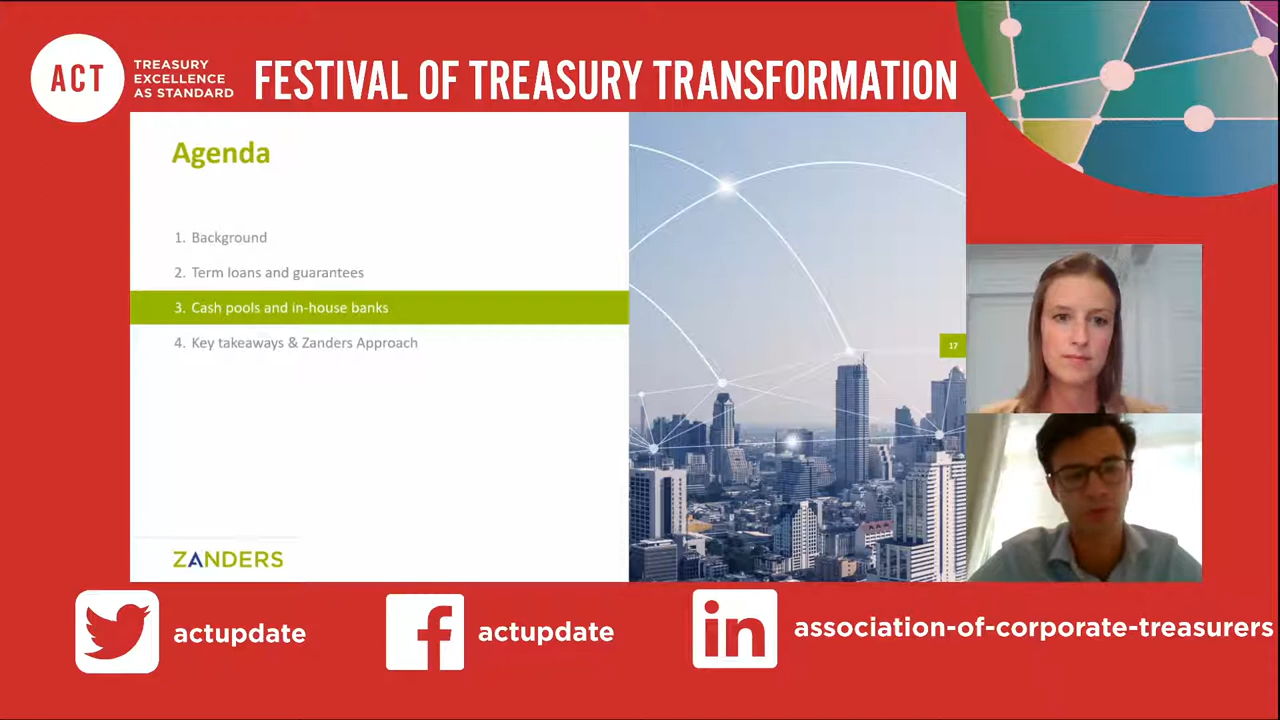 ACT
TREASURY
EXCELLENCE
AS STANDARD
FESTIVAL OF TREASURY TRANSFORMATION
Agenda
1. Background
2. Term loans and guarantees
3. Cash pools and in-house banks
4. Key takeaways & Zanders Approach
17
ZANDERS
actupdate
actupdate
in
association-of-corporate-treasurers